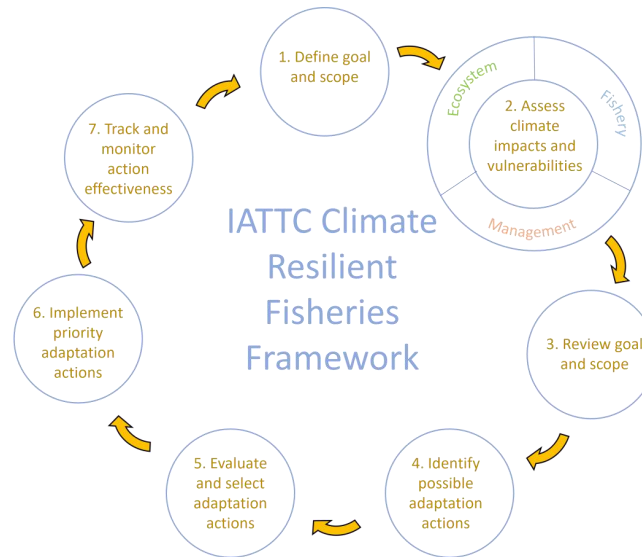 1. Define goal
and scope
Ecosystem
Fishery
Management
2. Assess
climate
impacts and
vulnerabilities
3. Review goal
and scope
4. Identify
possible
adaptation
actions
5. Evaluate
and select
adaptation
actions
6. Implement
priority
adaptation
actions
7. Track and
monitor
action
effectiveness
IATTC Climate
Resilient
Fisheries
Framework